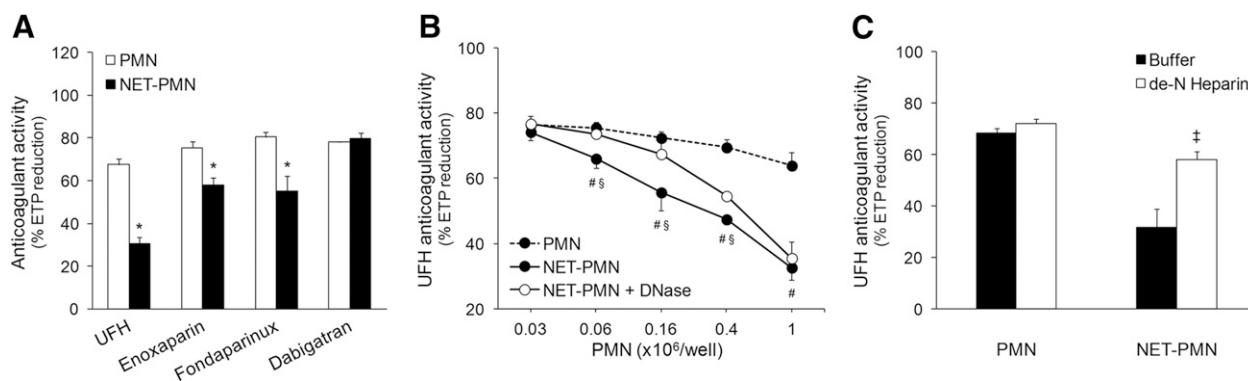 A
Anticoagulant activity
(% ETP reduction)
120
100
80
60
40
20
0
PMN
NET-PMN
*
*
*
UFH
Enoxaparin
Fondaparinux
Dabigatran
B
UFH anticoagulant activity
(% ETP reduction)
100
80
60
40
20
# §
# §
# §
#
PMN
NET-PMN
NET-PMN + DNase
0.03
0.06
0.16
0.4
1
PMN (x10⁶/well)
C
UFH anticoagulant activity
(% ETP reduction)
100
80
60
40
20
0
Buffer
de-N Heparin
‡
PMN
NET-PMN